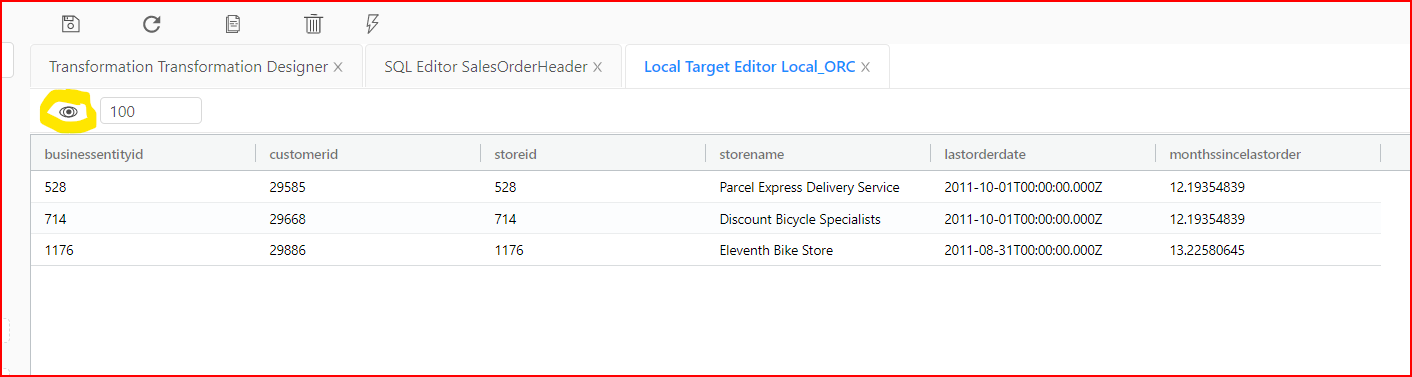 Transformation Transformation Designer X SQL Editor SalesOrderHeader X Local Target Editor Local_ORC X
100
businessentityid customerid storeid storename lastorderdate monthssincelastorder
528 29585 528 Parcel Express Delivery Service 2011-10-01T00:00:00.000Z 12.19354839
714 29668 714 Discount Bicycle Specialists 2011-10-01T00:00:00.000Z 12.19354839
1176 29886 1176 Eleventh Bike Store 2011-08-31T00:00:00.000Z 13.22580645